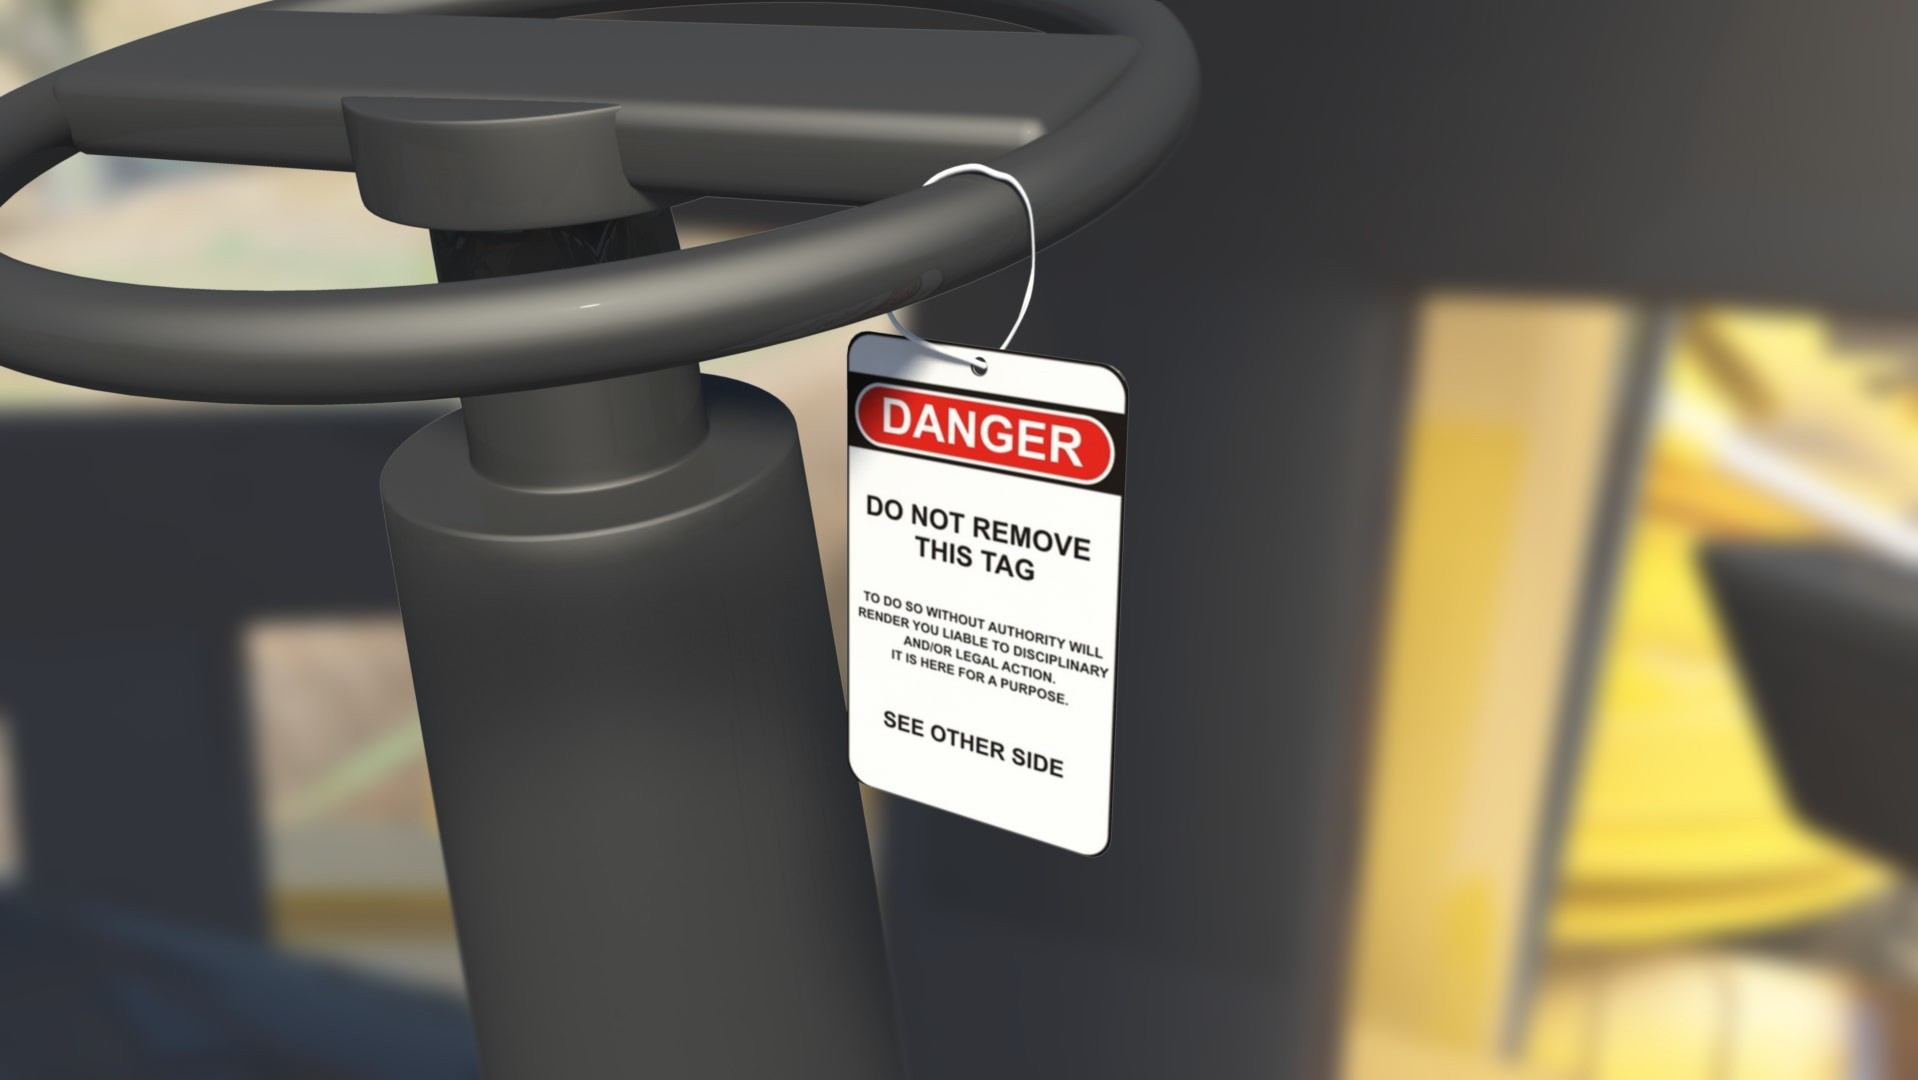 DANGER
DO NOT REMOVE
THIS TAG
TO DO SO WITHOUT AUTHORITY WILL
RENDER YOU LIABLE TO DISCIPLINARY
AND/OR LEGAL ACTION.
IT IS HERE FOR A PURPOSE.
SEE OTHER SIDE